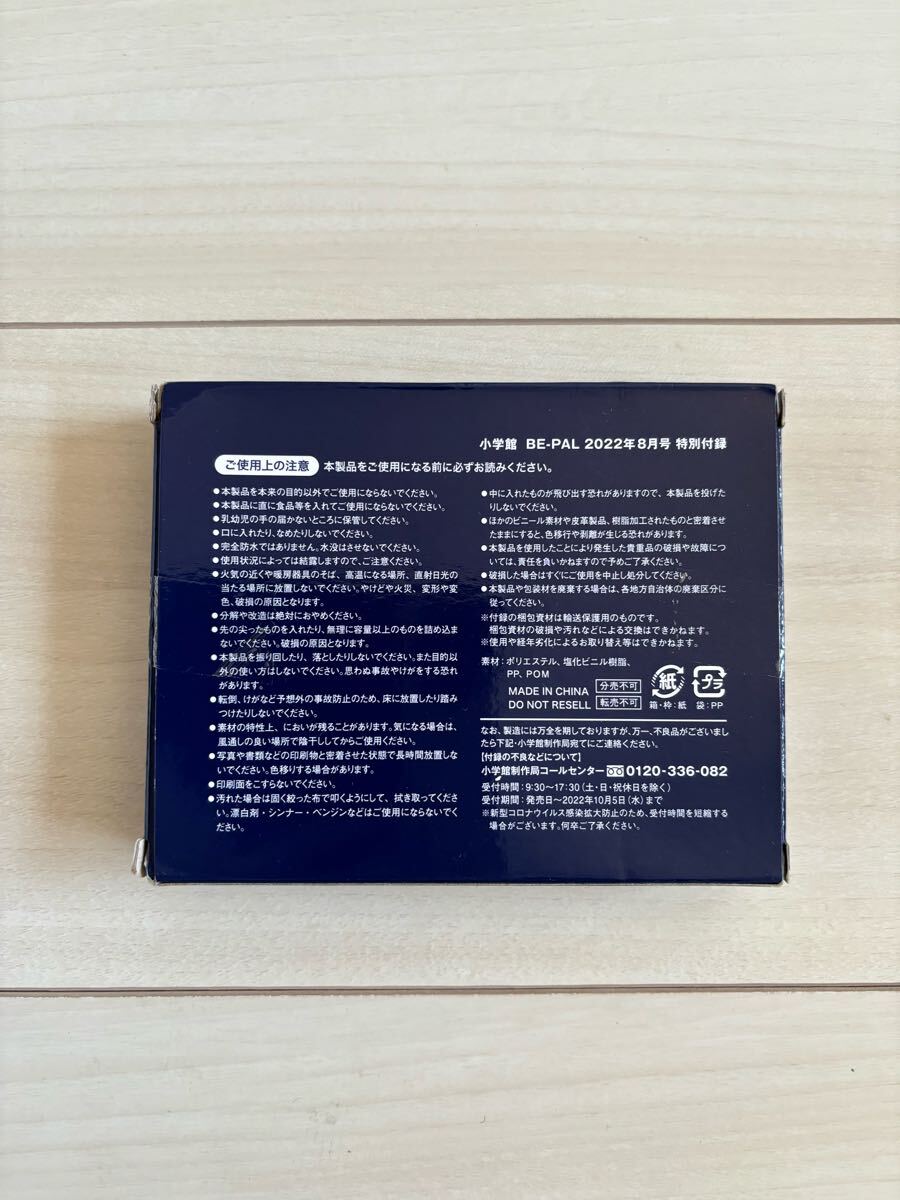 小学館 BE-PAL 2022年8月号 特別付録
ご使用上の注意 本製品をご使用になる前に必ずお読みください。
●本製品を本来の目的以外でご使用にならないでください。
●本製品に直に食品等を入れてご使用にならないでください。
●乳幼児の手の届かないところに保管してください。
●口に入れたり、なめたりしないでください。
●完全防水ではありません。水没はさせないでください。
●使用状況によっては結露しますので、ご注意ください。
●火気の近くや暖房器具のそば、高温になる場所、直射日光の
当たる場所に放置しないでください。やけどや火災、変形や変
色、破損の原因となります。
●分解や改造は絶対におやめください。
●先の尖ったものを入れたり、無理に容量以上のものを詰め込ま
ないでください。破損の原因となります。
●本製品を振り回したり、落としたりしないでください。また目的以
外の使い方はしないでください。思わぬ事故やけがをする恐れ
があります。
●転倒、けがなど予想外の事故防止のため、床に放置したり踏み
つけたりしないでください。
●素材の特性上、においが残ることがあります。気になる場合は、
風通しの良い場所で陰干ししてからご使用ください。
●写真や書類などの印刷物と密着させた状態で長時間放置しな
いでください。色移りする場合があります。
●印刷面をこすらないでください。
●汚れた場合は固く絞った布で叩くようにして、拭き取ってくださ
い。漂白剤・シンナー・ベンジンなどはご使用にならないでく
ださい。
●中に入れたものが飛び出す恐れがありますので、本製品を投げた
りしないでください。
●ほかのビニール素材や皮革製品、樹脂加工されたものと密着させ
たままにすると、色移行や剥離が生じる恐れがあります。
●本製品を使用したことにより発生した貴重品の破損や故障につ
いては、責任を負いかねますので予めご了承ください。
●破損した場合はすぐにご使用を中止し処分してください。
●本製品や包装材を廃棄する場合は、各地方自治体の廃棄区分に
従ってください。
※付録の梱包資材は輸送保護用のものです。
梱包資材の破損や汚れなどによる交換はできかねます。
※使用や経年劣化によるお取り替え等はできかねます。
素材：ポリエステル、塩化ビニル樹脂、
PP、POM
MADE IN CHINA 分売不可
DO NOT RESELL 転売不可
紙 プラ
箱・枠：紙 袋：PP
なお、製造には万全を期しておりますが、万一、不良品がございまし
たら下記・小学館制作局宛てにご連絡ください。
【付録の不良などについて】
小学館制作局コールセンター 0120-336-082
受付時間：9:30〜17:30（土・日・祝休日を除く）
受付期間：発売日〜2022年10月5日（水）まで
※新型コロナウイルス感染拡大防止のため、受付時間を短縮する
場合がございます。何卒ご了承ください。